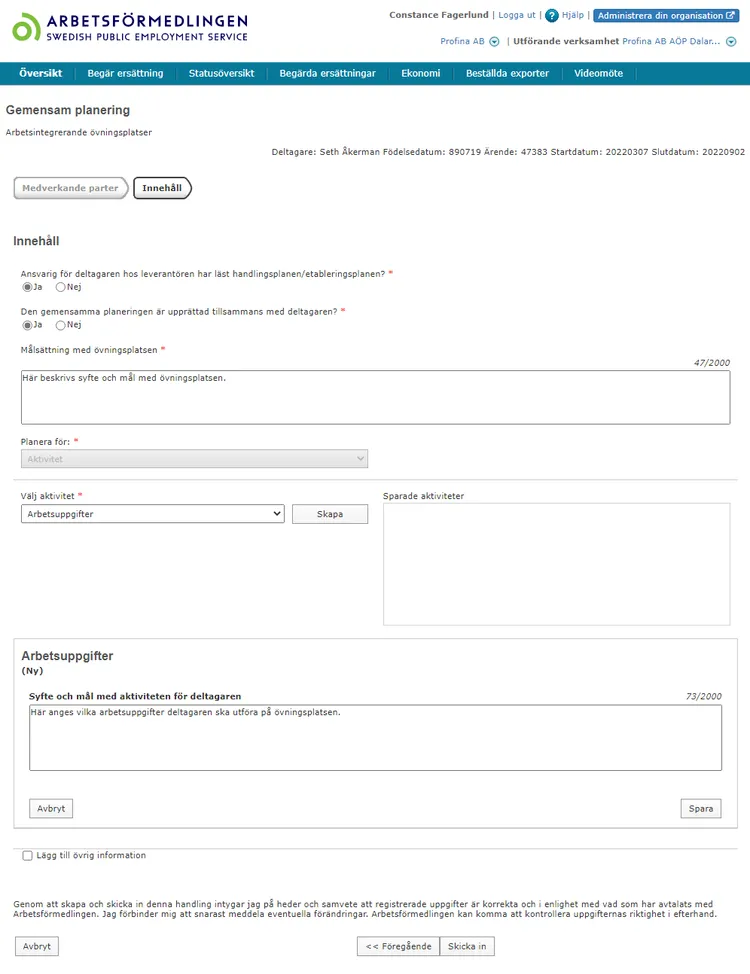 ARBETSFÖRMEDLINGEN
SWEDISH PUBLIC EMPLOYMENT SERVICE
Constance Fagerlund | Logga ut | ? Hjälp | Administrera din organisation
Profina AB | Utförande verksamhet Profina AB AÖP Dalar...
Översikt Begär ersättning Statusöversikt Begärda ersättningar Ekonomi Beställda exporter Videomöte
Gemensam planering
Arbetsintegrerande övningsplatser
Deltagare: Seth Åkerman Födelsedatum: 890719 Ärende: 47383 Startdatum: 20220307 Slutdatum: 20220902
Medverkande parter Innehåll
Innehåll
Ansvarig för deltagaren hos leverantören har läst handlingsplanen/etableringsplanen? *
Ja Nej
Den gemensamma planeringen är upprättad tillsammans med deltagaren? *
Ja Nej
Målsättning med övningsplatsen *
47/2000
Här beskrivs syfte och mål med övningsplatsen.
Planera för: *
Aktivitet
Välj aktivitet * Sparade aktiviteter
Arbetsuppgifter Skapa
Arbetsuppgifter
(Ny)
Syfte och mål med aktiviteten för deltagaren 73/2000
Här anges vilka arbetsuppgifter deltagaren ska utföra på övningsplatsen.
Avbryt Spara
Lägg till övrig information
Genom att skapa och skicka in denna handling intygar jag på heder och samvete att registrerade uppgifter är korrekta och i enlighet med vad som har avtalats med
Arbetsförmedlingen. Jag förbinder mig att snarast meddela eventuella förändringar. Arbetsförmedlingen kan komma att kontrollera uppgifternas riktighet i efterhand.
Avbryt << Föregående Skicka in